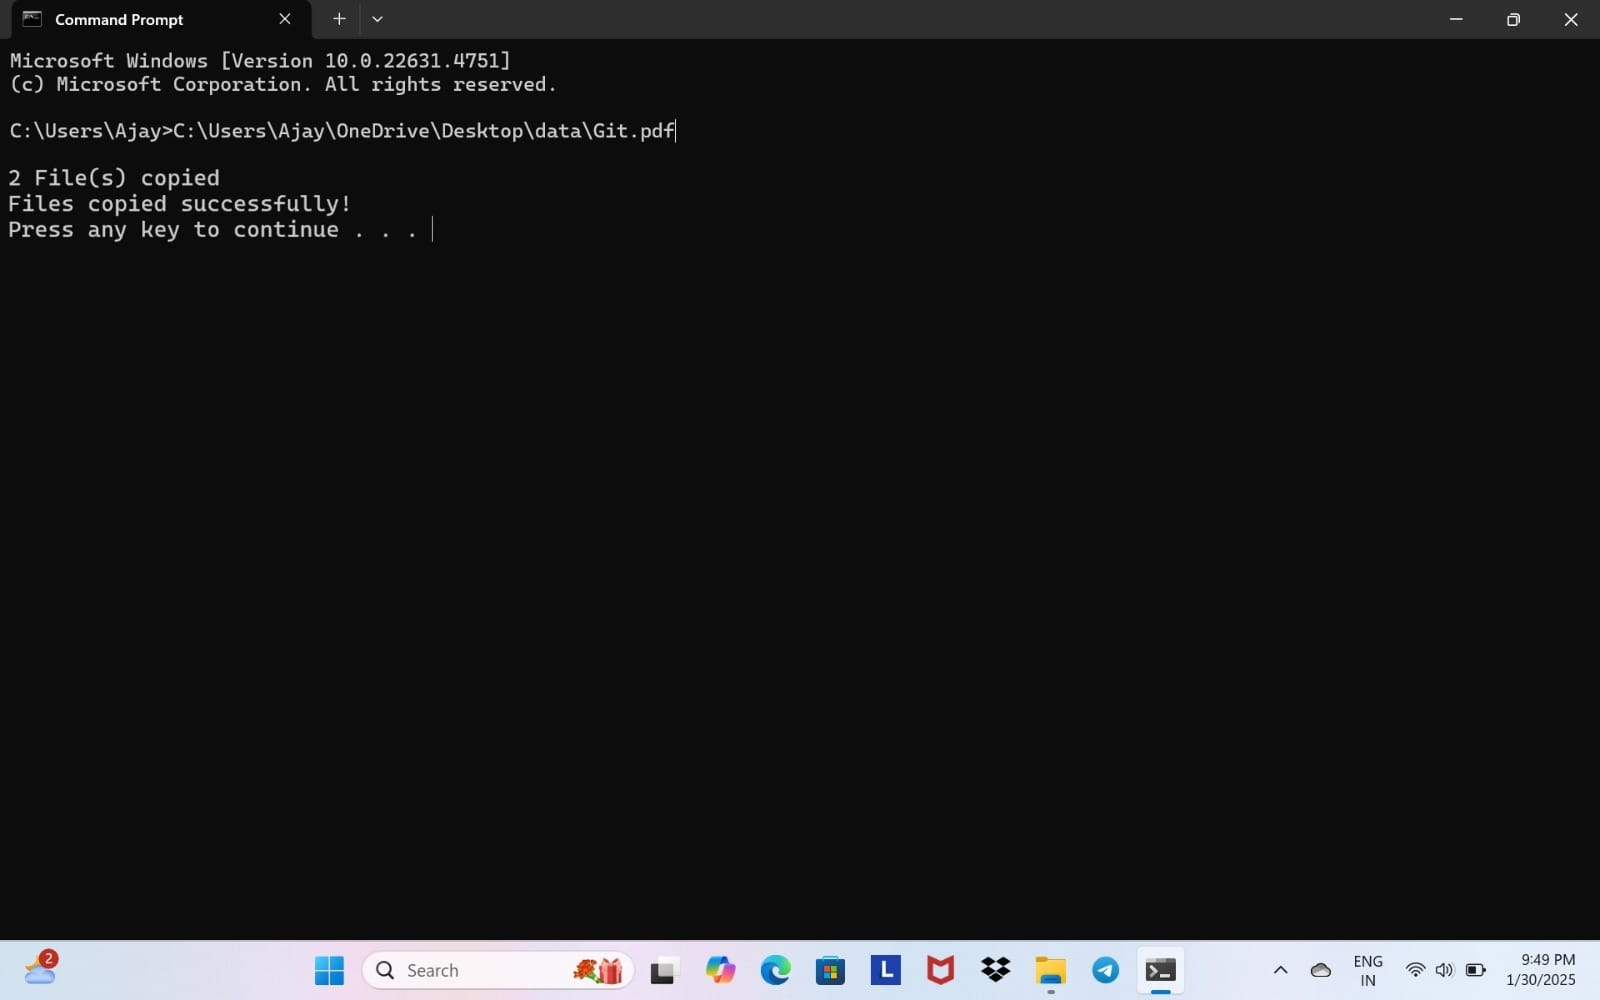 Command Prompt
Microsoft Windows [Version 10.0.22631.4751]
(c) Microsoft Corporation. All rights reserved.
C:\Users\Ajay>C:\Users\Ajay\OneDrive\Desktop\data\Git.pdf
2 File(s) copied
Files copied successfully!
Press any key to continue . . .
2
Search
L
ENG
IN
9:49 PM
1/30/2025